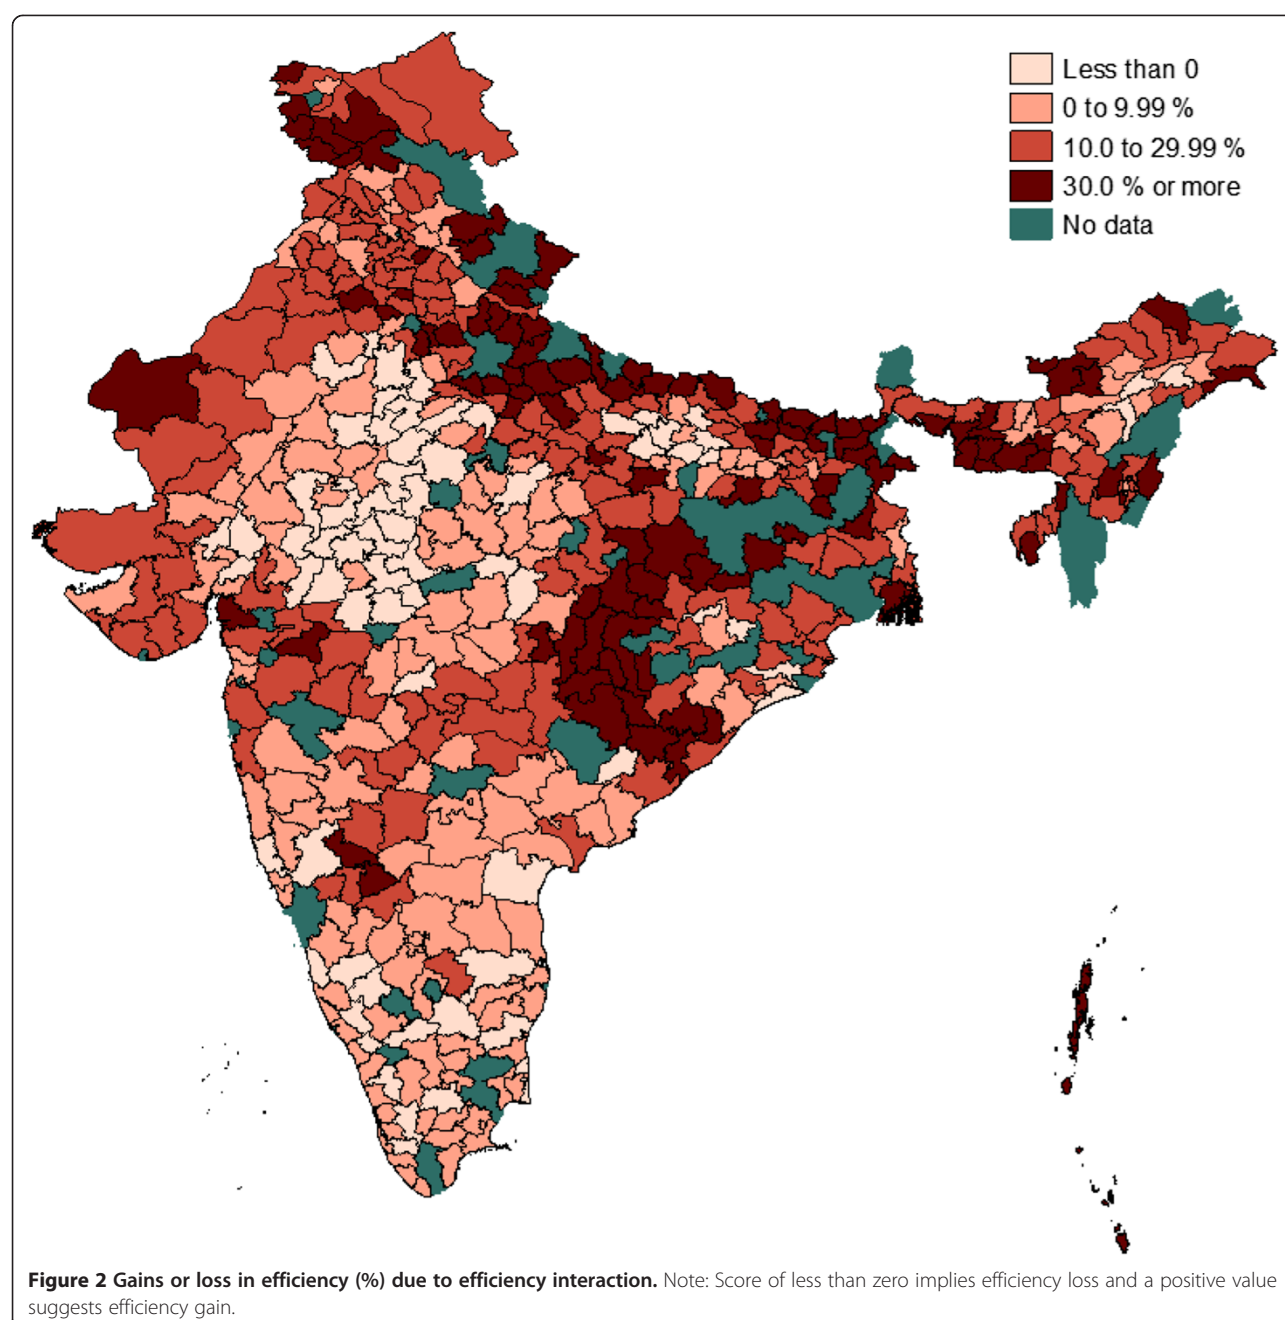 Less than 0
0 to 9.99 %
10.0 to 29.99 %
30.0 % or more
No data
Figure 2 Gains or loss in efficiency (%) due to efficiency interaction. Note: Score of less than zero implies efficiency loss and a positive value
suggests efficiency gain.